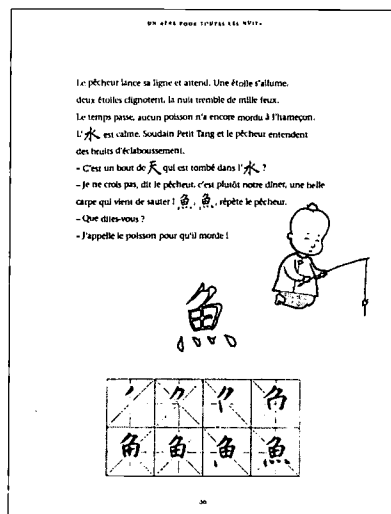 UN AMI POUR TOUTES LES NUITS
Le pêcheur lance sa ligne et attend. Une étoile s'allume,
deux étoiles clignotent, la nuit tremble de mille feux.
Le temps passe, aucun poisson n'a encore mordu à l'hameçon.
L'水 est calme. Soudain Petit Tang et le pêcheur entendent
des bruits d'éclaboussement.
- C'est un bout de 天 qui est tombé dans l'水 ?
- Je ne crois pas, dit le pêcheur, c'est plutôt notre dîner, une belle
carpe qui vient de sauter ! 魚, 魚, répète le pêcheur.
- Que dites-vous ?
- J'appelle le poisson pour qu'il morde !
魚